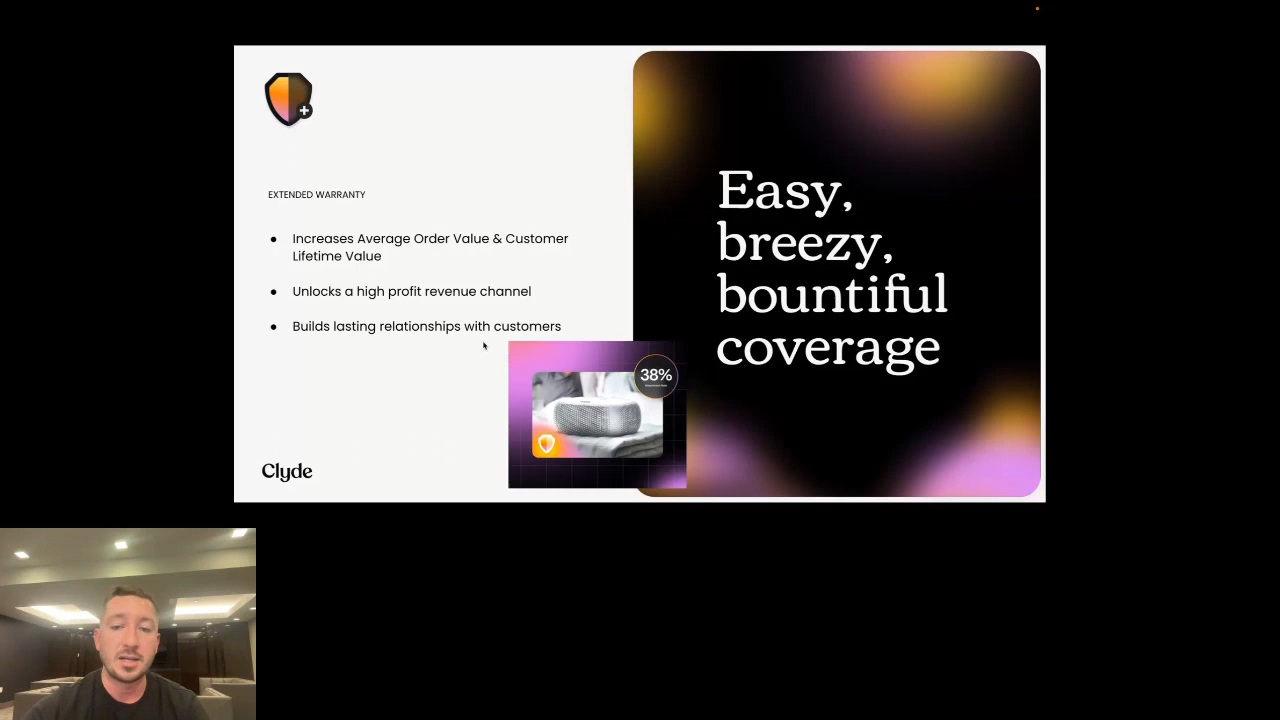 EXTENDED WARRANTY
● Increases Average Order Value & Customer
Lifetime Value
● Unlocks a high profit revenue channel
● Builds lasting relationships with customers
38%
Clyde
Easy,
breezy,
bountiful
coverage